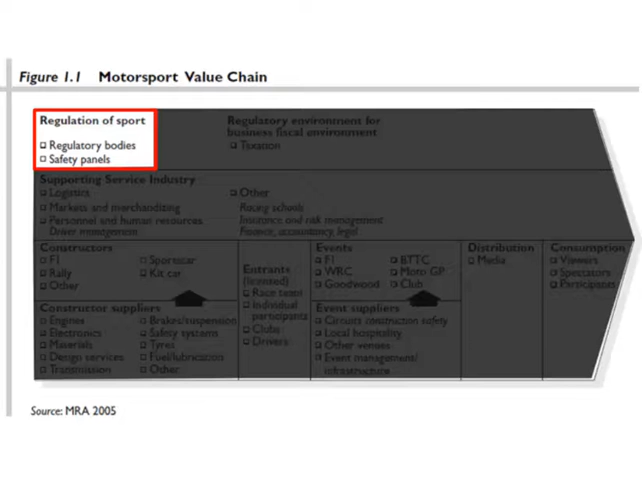 Figure 1.1 Motorsport Value Chain
Regulation of sport
□ Regulatory bodies
□ Safety panels
Regulatory environment for
business fiscal environment
□ Taxation
Supporting Service Industry
□ Logistics
□ Markets and merchandizing
□ Personnel and human resources
Driver management
□ Other
Racing schools
Insurance and risk management
Finance, accountancy, legal
Constructors
□ F1
□ Rally
□ Other
□ Sportscar
□ Kit car
Constructor suppliers
□ Engines
□ Electronics
□ Materials
□ Design services
□ Transmission
□ Brakes/suspension
□ Safety systems
□ Tyres
□ Fuel/lubrication
□ Other
Entrants
(licented)
□ Race team
□ Individual
participants
□ Clubs
□ Drivers
Events
□ F1
□ WRC
□ Goodwood
□ BTTC
□ Moto GP
□ Club
Event suppliers
□ Circuits construction safety
□ Local hospitality
□ Other venues
□ Event management/
infrastructure
Distribution
□ Media
Consumption
□ Viewers
□ Spectators
□ Participants
Source: MRA 2005